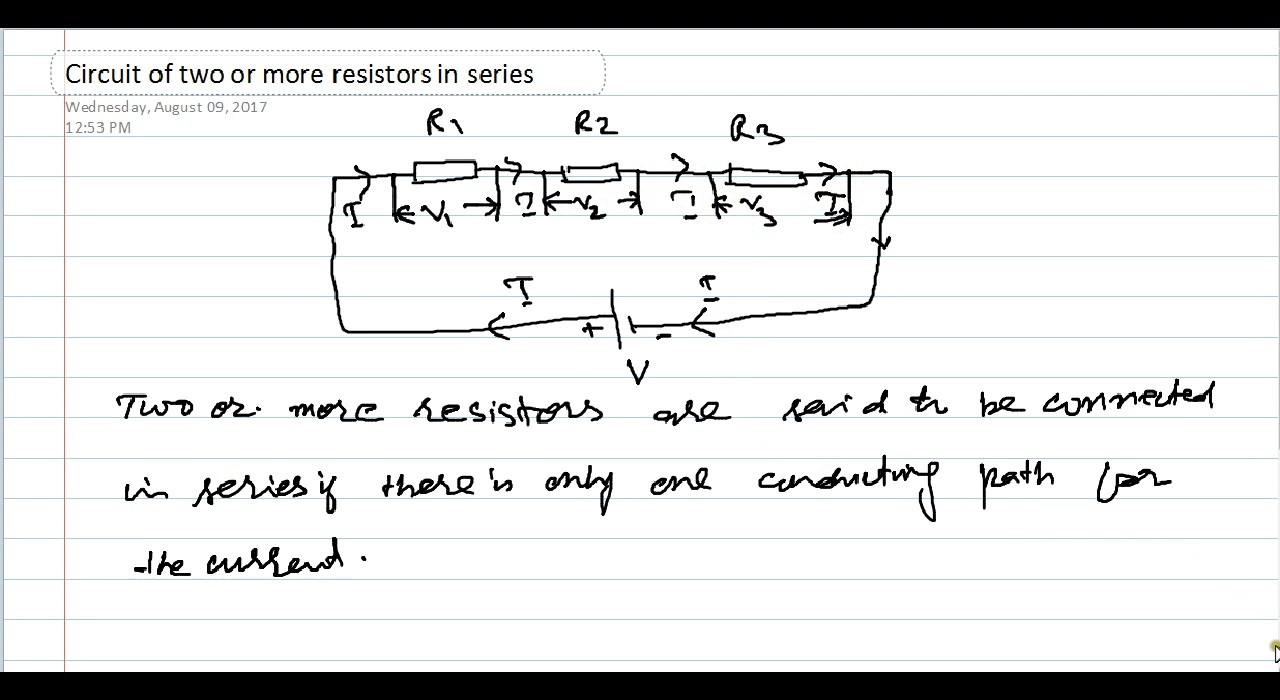 Circuit of two or more resistors in series
Wednesday, August 09, 2017
12:53 PM
R1 R2 R3
I V1 I V2 I V3 I
I I
+ -
V
Two or. more resistors are said to be connected
in series if there is only one conducting path for
the current.